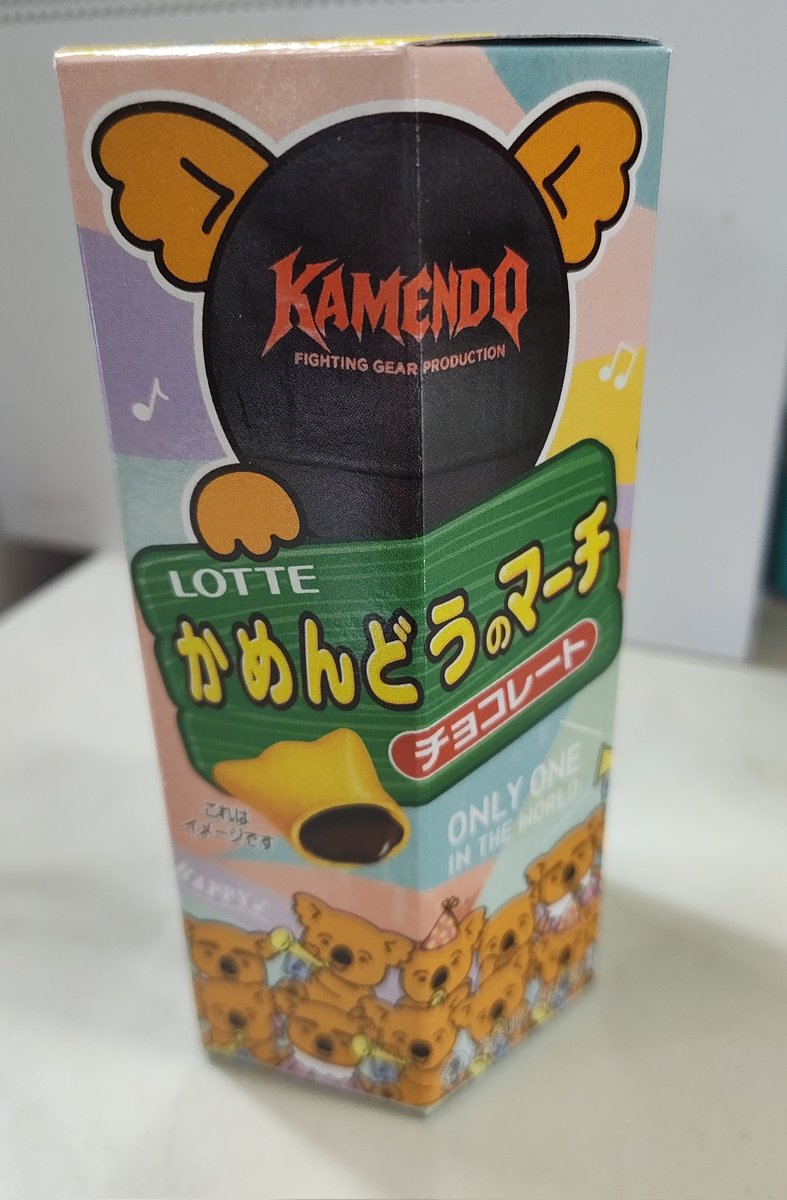 KAMENDO
FIGHTING GEAR PRODUCTION
LOTTE
かめんどうのマーチ
チョコレート
これは
イメージです
ONLY ONE
IN THE WORLD
HAPPY